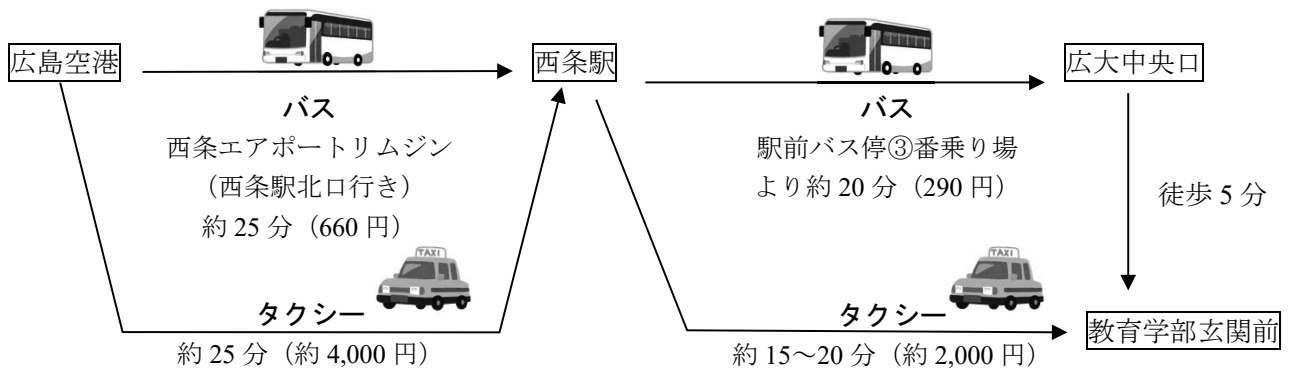 広島空港
西条駅
広大中央口
バス
西条エアポートリムジン
(西条駅北口行き)
約 25 分(660 円)
バス
駅前バス停③番乗り場
より約 20 分(290 円)
徒歩 5 分
TAXI
タクシー
約 25 分(約 4,000 円)
TAXI
タクシー
約 15～20 分(約 2,000 円)
教育学部玄関前